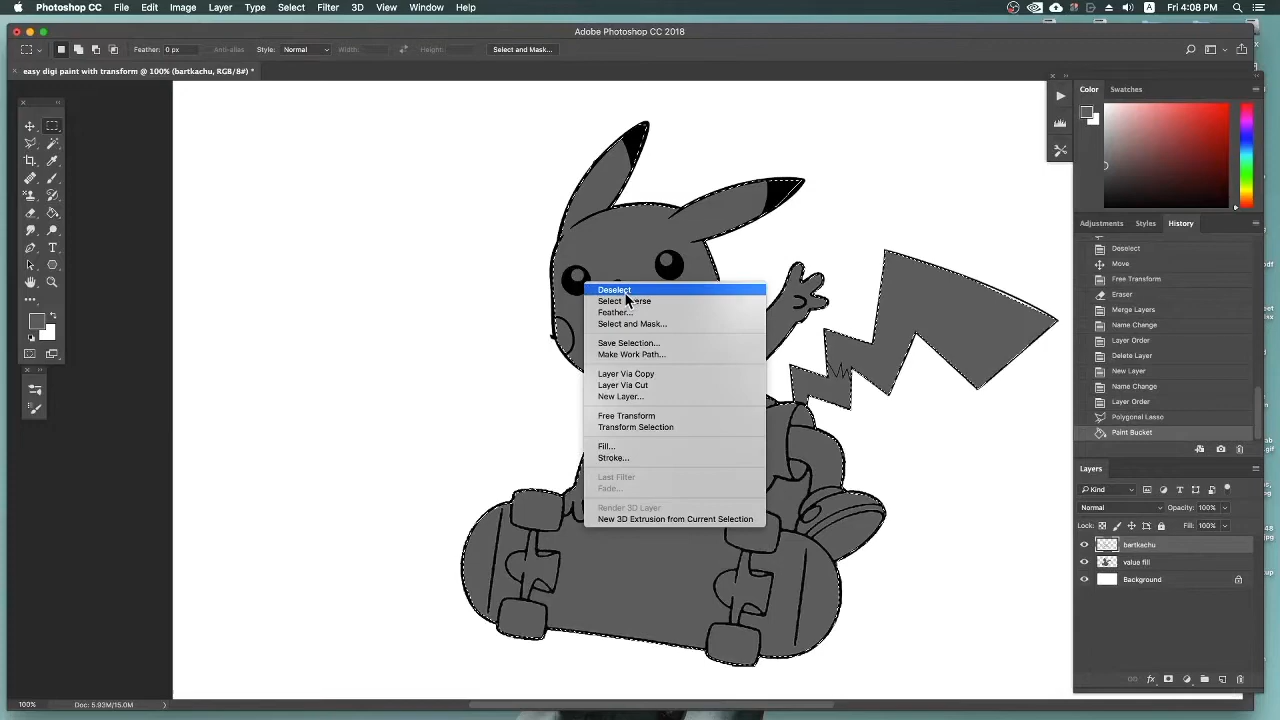 Photoshop CC File Edit Image Layer Type Select Filter 3D View Window Help Fri 4:08 PM
Adobe Photoshop CC 2018
Feather: 0 px Anti-alias Style: Normal Width: Height: Select and Mask...
easy digi paint with transform @ 100% (bartkachu, RGB/8#) *
Color Swatches
Adjustments Styles History
Deselect
Move
Free Transform
Eraser
Merge Layers
Name Change
Layer Order
Delete Layer
New Layer
Name Change
Layer Order
Polygonal Lasso
Paint Bucket
Deselect
Select Inverse
Feather...
Select and Mask...
Save Selection...
Make Work Path...
Layer Via Copy
Layer Via Cut
New Layer...
Free Transform
Transform Selection
Fill...
Stroke...
Last Filter
Fade...
Render 3D Layer
New 3D Extrusion from Current Selection
Layers
Kind
Normal Opacity: 100%
Lock: Fill: 100%
bartkachu
value fill
Background
100% Doc: 5.93M/15.0M